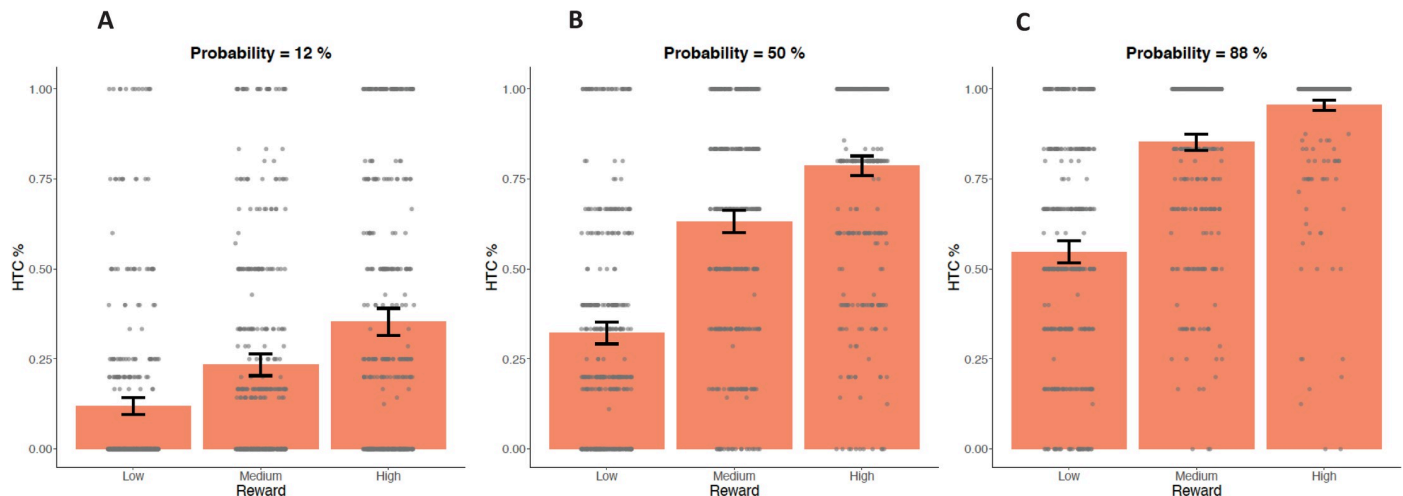 A
Probability = 12 %
HTC %
1.00
0.75
0.50
0.25
0.00
Low Medium High
Reward
B
Probability = 50 %
HTC %
1.00
0.75
0.50
0.25
0.00
Low Medium High
Reward
C
Probability = 88 %
HTC %
1.00
0.75
0.50
0.25
0.00
Low Medium High
Reward